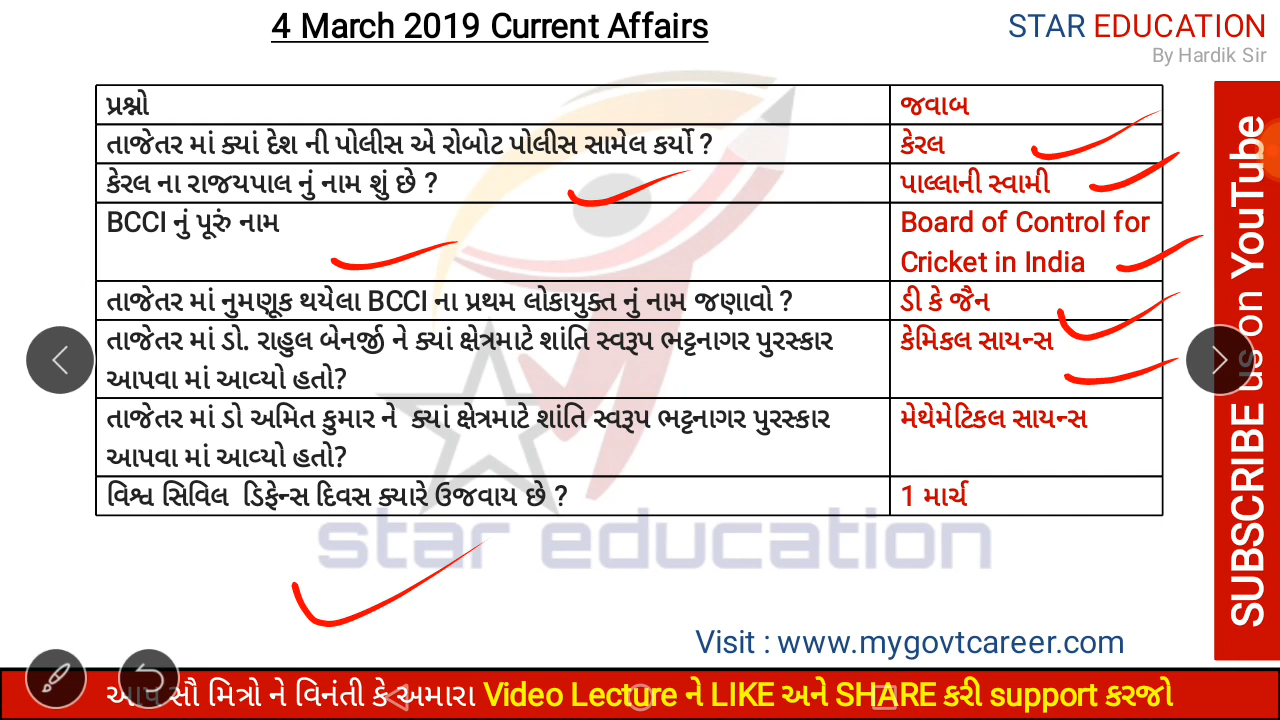 4 March 2019 Current Affairs
STAR EDUCATION
By Hardik Sir
પ્રશ્નો
જવાબ
તાજેતર માં ક્યાં દેશ ની પોલીસ એ રોબોટ પોલીસ સામેલ કર્યો ?
કેરલ
કેરલ ના રાજયપાલ નું નામ શું છે ?
પાલ્લાની સ્વામી
BCCI નું પૂરું નામ
Board of Control for
Cricket in India
તાજેતર માં નુમણૂક થયેલા BCCI ના પ્રથમ લોકાયુક્ત નું નામ જણાવો ?
ડી કે જૈન
તાજેતર માં ડો. રાહુલ બેનર્જી ને ક્યાં ક્ષેત્રમાટે શાંતિ સ્વરૂપ ભટ્ટનાગર પુરસ્કાર
આપવા માં આવ્યો હતો?
કેમિકલ સાયન્સ
તાજેતર માં ડો અમિત કુમાર ને ક્યાં ક્ષેત્રમાટે શાંતિ સ્વરૂપ ભટ્ટનાગર પુરસ્કાર
આપવા માં આવ્યો હતો?
મેથેમેટિકલ સાયન્સ
વિશ્વ સિવિલ ડિફેન્સ દિવસ ક્યારે ઉજવાય છે ?
1 માર્ચ
star education
Visit : www.mygovtcareer.com
SUBSCRIBE us on YouTube
આપ સૌ મિત્રો ને વિનંતી કે અમારા Video Lecture ને LIKE અને SHARE કરી support કરજો